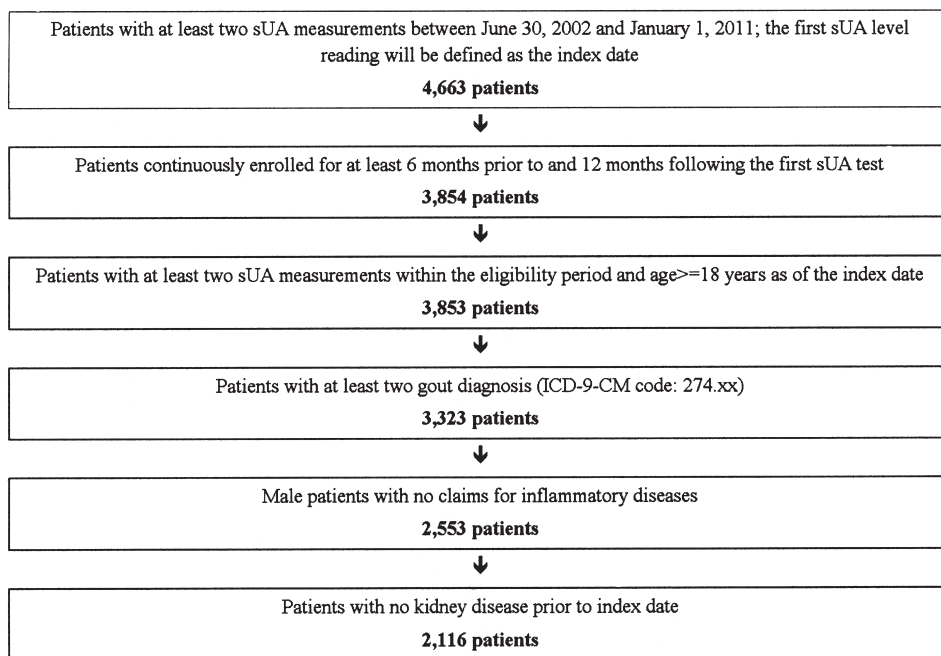 Patients with at least two sUA measurements between June 30, 2002 and January 1, 2011; the first sUA level
reading will be defined as the index date
4,663 patients
Patients continuously enrolled for at least 6 months prior to and 12 months following the first sUA test
3,854 patients
Patients with at least two sUA measurements within the eligibility period and age>=18 years as of the index date
3,853 patients
Patients with at least two gout diagnosis (ICD-9-CM code: 274.xx)
3,323 patients
Male patients with no claims for inflammatory diseases
2,553 patients
Patients with no kidney disease prior to index date
2,116 patients